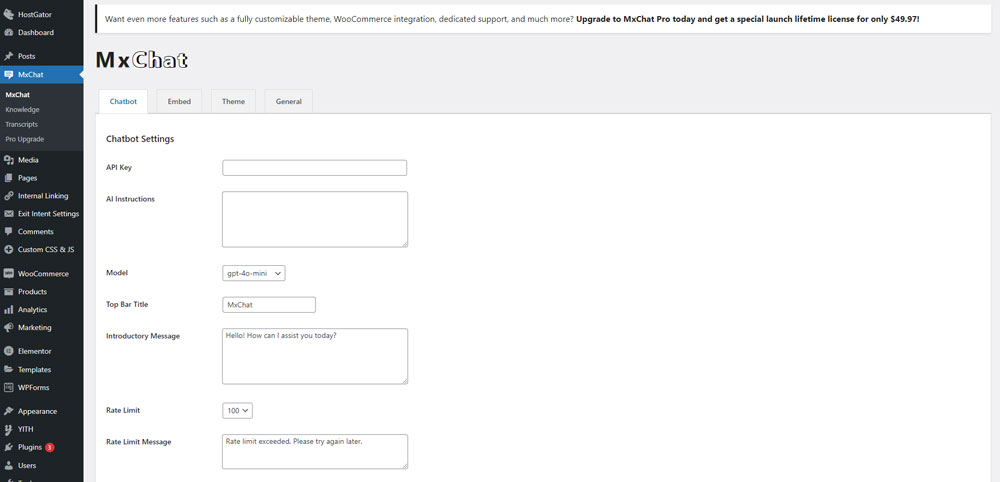 HostGator
Dashboard
Posts
MxChat
MxChat
Knowledge
Transcripts
Pro Upgrade
Media
Pages
Internal Linking
Exit Intent Settings
Comments
Custom CSS & JS
WooCommerce
Products
Analytics
Marketing
Elementor
Templates
WPForms
Appearance
YITH
Plugins 3
Users
Want even more features such as a fully customizable theme, WooCommerce integration, dedicated support, and much more? Upgrade to MxChat Pro today and get a special launch lifetime license for only $49.97!
MxChat
Chatbot Embed Theme General
Chatbot Settings
API Key
AI Instructions
Model gpt-4o-mini
Top Bar Title MxChat
Introductory Message Hello! How can I assist you today?
Rate Limit 100
Rate Limit Message Rate limit exceeded. Please try again later.